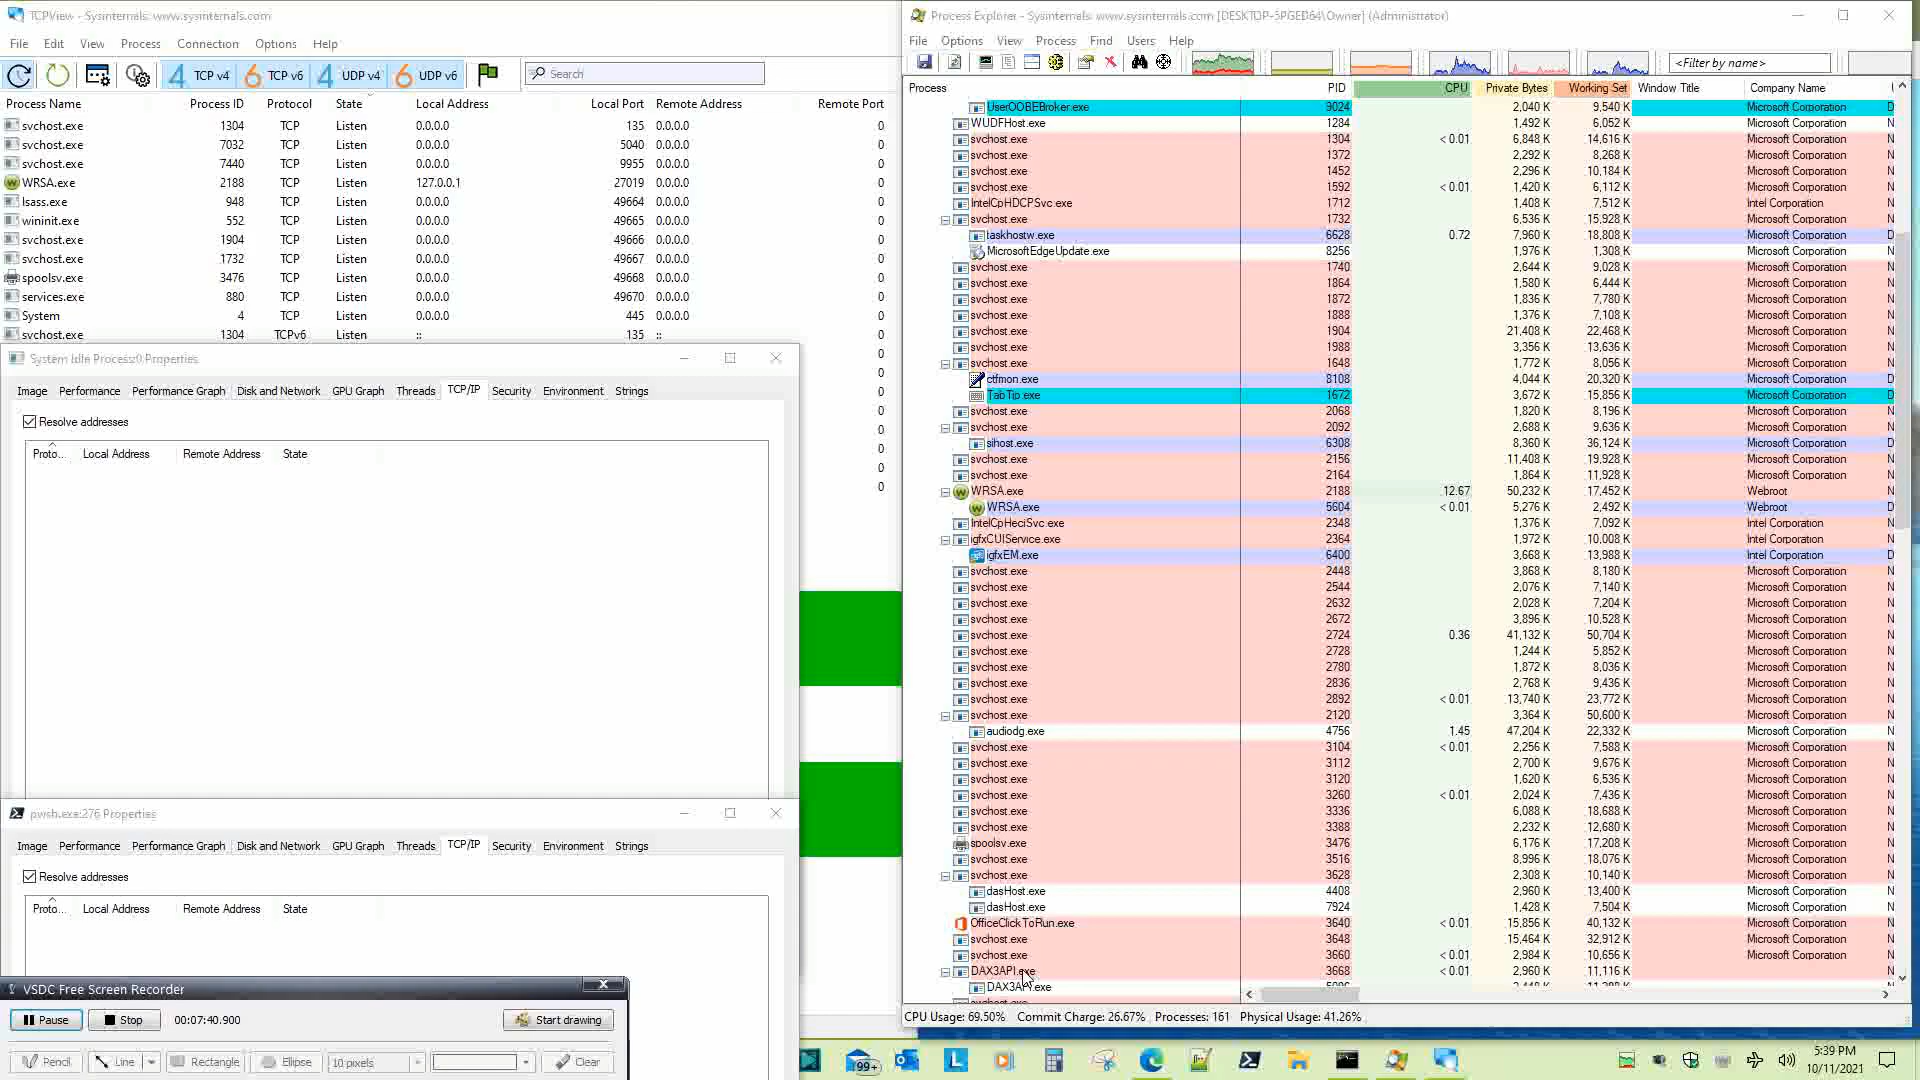 TCPView - Sysinternals: www.sysinternals.com
File Edit View Process Connection Options Help
4 TCP v4 6 TCP v6 4 UDP v4 6 UDP v6 Search
Process Name Process ID Protocol State Local Address Local Port Remote Address Remote Port
svchost.exe 1304 TCP Listen 0.0.0.0 135 0.0.0.0 0
svchost.exe 7032 TCP Listen 0.0.0.0 5040 0.0.0.0 0
svchost.exe 7440 TCP Listen 0.0.0.0 9955 0.0.0.0 0
WRSA.exe 2188 TCP Listen 127.0.0.1 27019 0.0.0.0 0
lsass.exe 948 TCP Listen 0.0.0.0 49664 0.0.0.0 0
wininit.exe 552 TCP Listen 0.0.0.0 49665 0.0.0.0 0
svchost.exe 1904 TCP Listen 0.0.0.0 49666 0.0.0.0 0
svchost.exe 1732 TCP Listen 0.0.0.0 49667 0.0.0.0 0
spoolsv.exe 3476 TCP Listen 0.0.0.0 49668 0.0.0.0 0
services.exe 880 TCP Listen 0.0.0.0 49670 0.0.0.0 0
System 4 TCP Listen 0.0.0.0 445 0.0.0.0 0
svchost.exe 1304 TCPv6 Listen :: 135 :: 0
0
0
0
0
0
0
0
0
System Idle Process:0 Properties
Image Performance Performance Graph Disk and Network GPU Graph Threads TCP/IP Security Environment Strings
Resolve addresses
Proto... Local Address Remote Address State
pwsh.exe:276 Properties
Image Performance Performance Graph Disk and Network GPU Graph Threads TCP/IP Security Environment Strings
Resolve addresses
Proto... Local Address Remote Address State
VSDC Free Screen Recorder
Pause Stop 00:07:40.900 Start drawing
Pencil Line Rectangle Ellipse 10 pixels Clear
Process Explorer - Sysinternals: www.sysinternals.com [DESKTOP-5PGED64\Owner] (Administrator)
File Options View Process Find Users Help
<Filter by name>
Process PID CPU Private Bytes Working Set Window Title Company Name
UserOOBEBroker.exe 9024 2,040 K 9,540 K Microsoft Corporation D
WUDFHost.exe 1284 1,492 K 6,052 K Microsoft Corporation N
svchost.exe 1304 < 0.01 6,848 K 14,616 K Microsoft Corporation N
svchost.exe 1372 2,292 K 8,268 K Microsoft Corporation N
svchost.exe 1452 2,296 K 10,184 K Microsoft Corporation N
svchost.exe 1592 < 0.01 1,420 K 6,112 K Microsoft Corporation N
IntelCpHDCPSvc.exe 1712 1,408 K 7,512 K Intel Corporation N
svchost.exe 1732 6,536 K 15,928 K Microsoft Corporation N
taskhostw.exe 6628 0.72 7,960 K 18,808 K Microsoft Corporation D
MicrosoftEdgeUpdate.exe 8256 1,976 K 1,308 K Microsoft Corporation N
svchost.exe 1740 2,644 K 9,028 K Microsoft Corporation N
svchost.exe 1864 1,580 K 6,444 K Microsoft Corporation N
svchost.exe 1872 1,836 K 7,780 K Microsoft Corporation N
svchost.exe 1888 1,376 K 7,108 K Microsoft Corporation N
svchost.exe 1904 21,408 K 22,468 K Microsoft Corporation N
svchost.exe 1988 3,356 K 13,636 K Microsoft Corporation N
svchost.exe 1648 1,772 K 8,056 K Microsoft Corporation N
ctfmon.exe 8108 4,044 K 20,320 K Microsoft Corporation D
TabTip.exe 1672 3,672 K 15,856 K Microsoft Corporation D
svchost.exe 2068 1,820 K 8,196 K Microsoft Corporation N
svchost.exe 2092 2,688 K 9,636 K Microsoft Corporation N
sihost.exe 6308 8,360 K 36,124 K Microsoft Corporation D
svchost.exe 2156 11,408 K 19,928 K Microsoft Corporation N
svchost.exe 2164 1,864 K 11,928 K Microsoft Corporation N
WRSA.exe 2188 12.67 50,232 K 17,452 K Webroot N
WRSA.exe 5604 < 0.01 5,276 K 2,492 K Webroot D
IntelCpHeciSvc.exe 2348 1,376 K 7,092 K Intel Corporation N
igfxCUIService.exe 2364 1,972 K 10,008 K Intel Corporation N
igfxEM.exe 6400 3,668 K 13,988 K Intel Corporation D
svchost.exe 2448 3,868 K 8,180 K Microsoft Corporation N
svchost.exe 2544 2,076 K 7,140 K Microsoft Corporation N
svchost.exe 2632 2,028 K 7,204 K Microsoft Corporation N
svchost.exe 2672 3,896 K 10,528 K Microsoft Corporation N
svchost.exe 2724 0.36 41,132 K 50,704 K Microsoft Corporation N
svchost.exe 2728 1,244 K 5,852 K Microsoft Corporation N
svchost.exe 2780 1,872 K 8,036 K Microsoft Corporation N
svchost.exe 2836 2,768 K 9,436 K Microsoft Corporation N
svchost.exe 2892 < 0.01 13,740 K 23,772 K Microsoft Corporation N
svchost.exe 2120 3,364 K 50,600 K Microsoft Corporation N
audiodg.exe 4756 1.45 47,204 K 22,332 K Microsoft Corporation N
svchost.exe 3104 < 0.01 2,256 K 7,588 K Microsoft Corporation N
svchost.exe 3112 2,700 K 9,676 K Microsoft Corporation N
svchost.exe 3120 1,620 K 6,536 K Microsoft Corporation N
svchost.exe 3260 < 0.01 2,024 K 7,436 K Microsoft Corporation N
svchost.exe 3336 6,088 K 18,688 K Microsoft Corporation N
svchost.exe 3388 2,232 K 12,680 K Microsoft Corporation N
spoolsv.exe 3476 6,176 K 17,208 K Microsoft Corporation N
svchost.exe 3516 8,996 K 18,076 K Microsoft Corporation N
svchost.exe 3628 2,308 K 10,140 K Microsoft Corporation N
dasHost.exe 4408 2,960 K 13,400 K Microsoft Corporation N
dasHost.exe 7924 1,428 K 7,504 K Microsoft Corporation N
OfficeClickToRun.exe 3640 < 0.01 15,856 K 40,132 K Microsoft Corporation N
svchost.exe 3648 15,464 K 32,912 K Microsoft Corporation N
svchost.exe 3660 < 0.01 2,984 K 10,656 K Microsoft Corporation N
DAX3API.exe 3668 < 0.01 2,960 K 11,116 K N
DAX3API.exe
CPU Usage: 69.50% Commit Charge: 26.67% Processes: 161 Physical Usage: 41.26%
99+
5:39 PM
10/11/2021